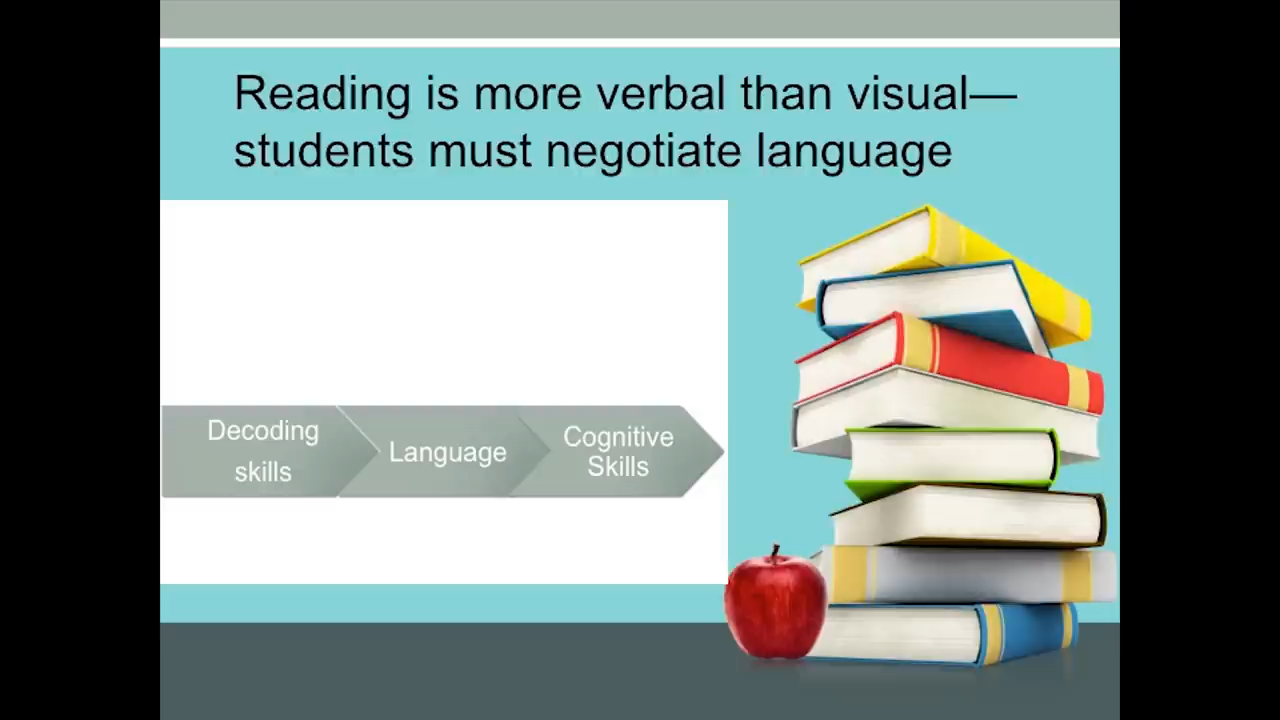 Reading is more verbal than visual—
students must negotiate language
Decoding
skills
Language
Cognitive
Skills